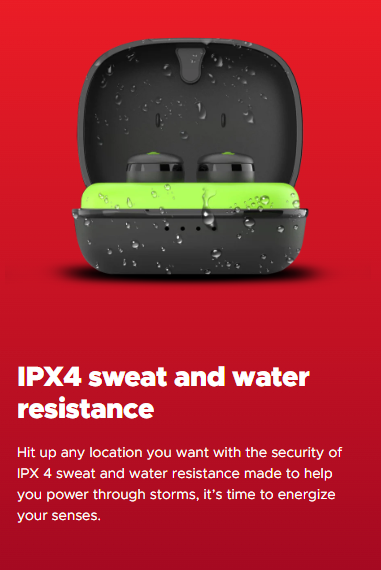 IPX4 sweat and water
resistance
Hit up any location you want with the security of
IPX 4 sweat and water resistance made to help
you power through storms, it's time to energize
your senses.